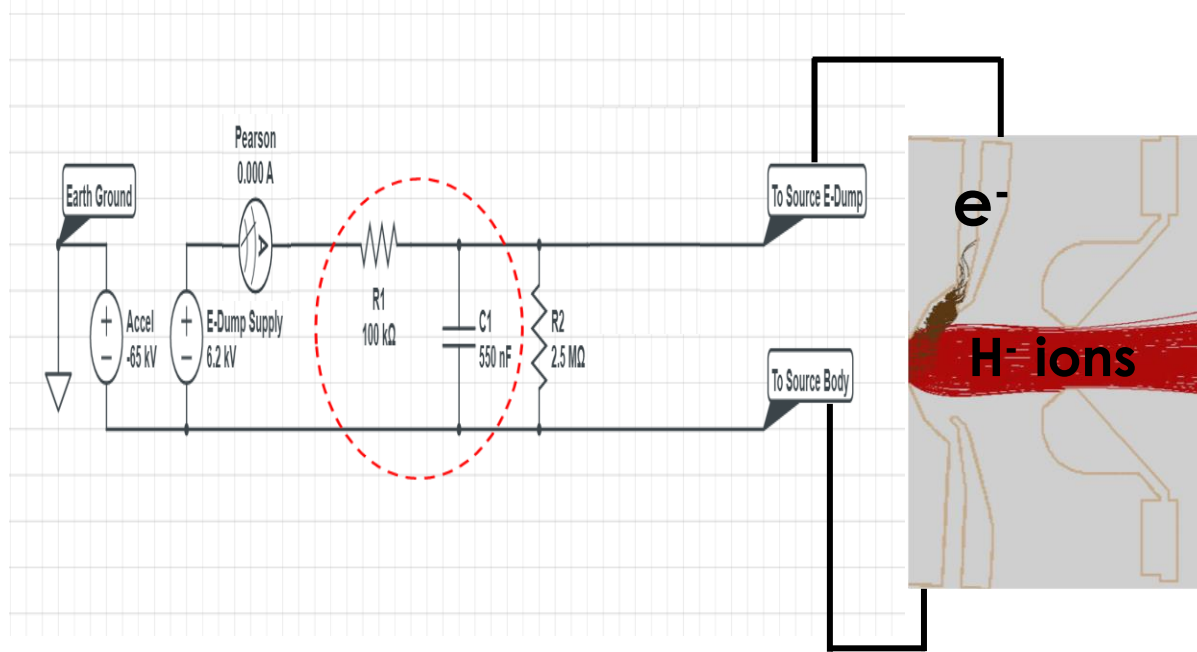 Pearson
0.000 A
Earth Ground
To Source E-Dump
e-
A
R1
100 kΩ
Accel
-65 kV
E-Dump Supply
6.2 kV
C1
550 nF
R2
2.5 MΩ
H- ions
To Source Body